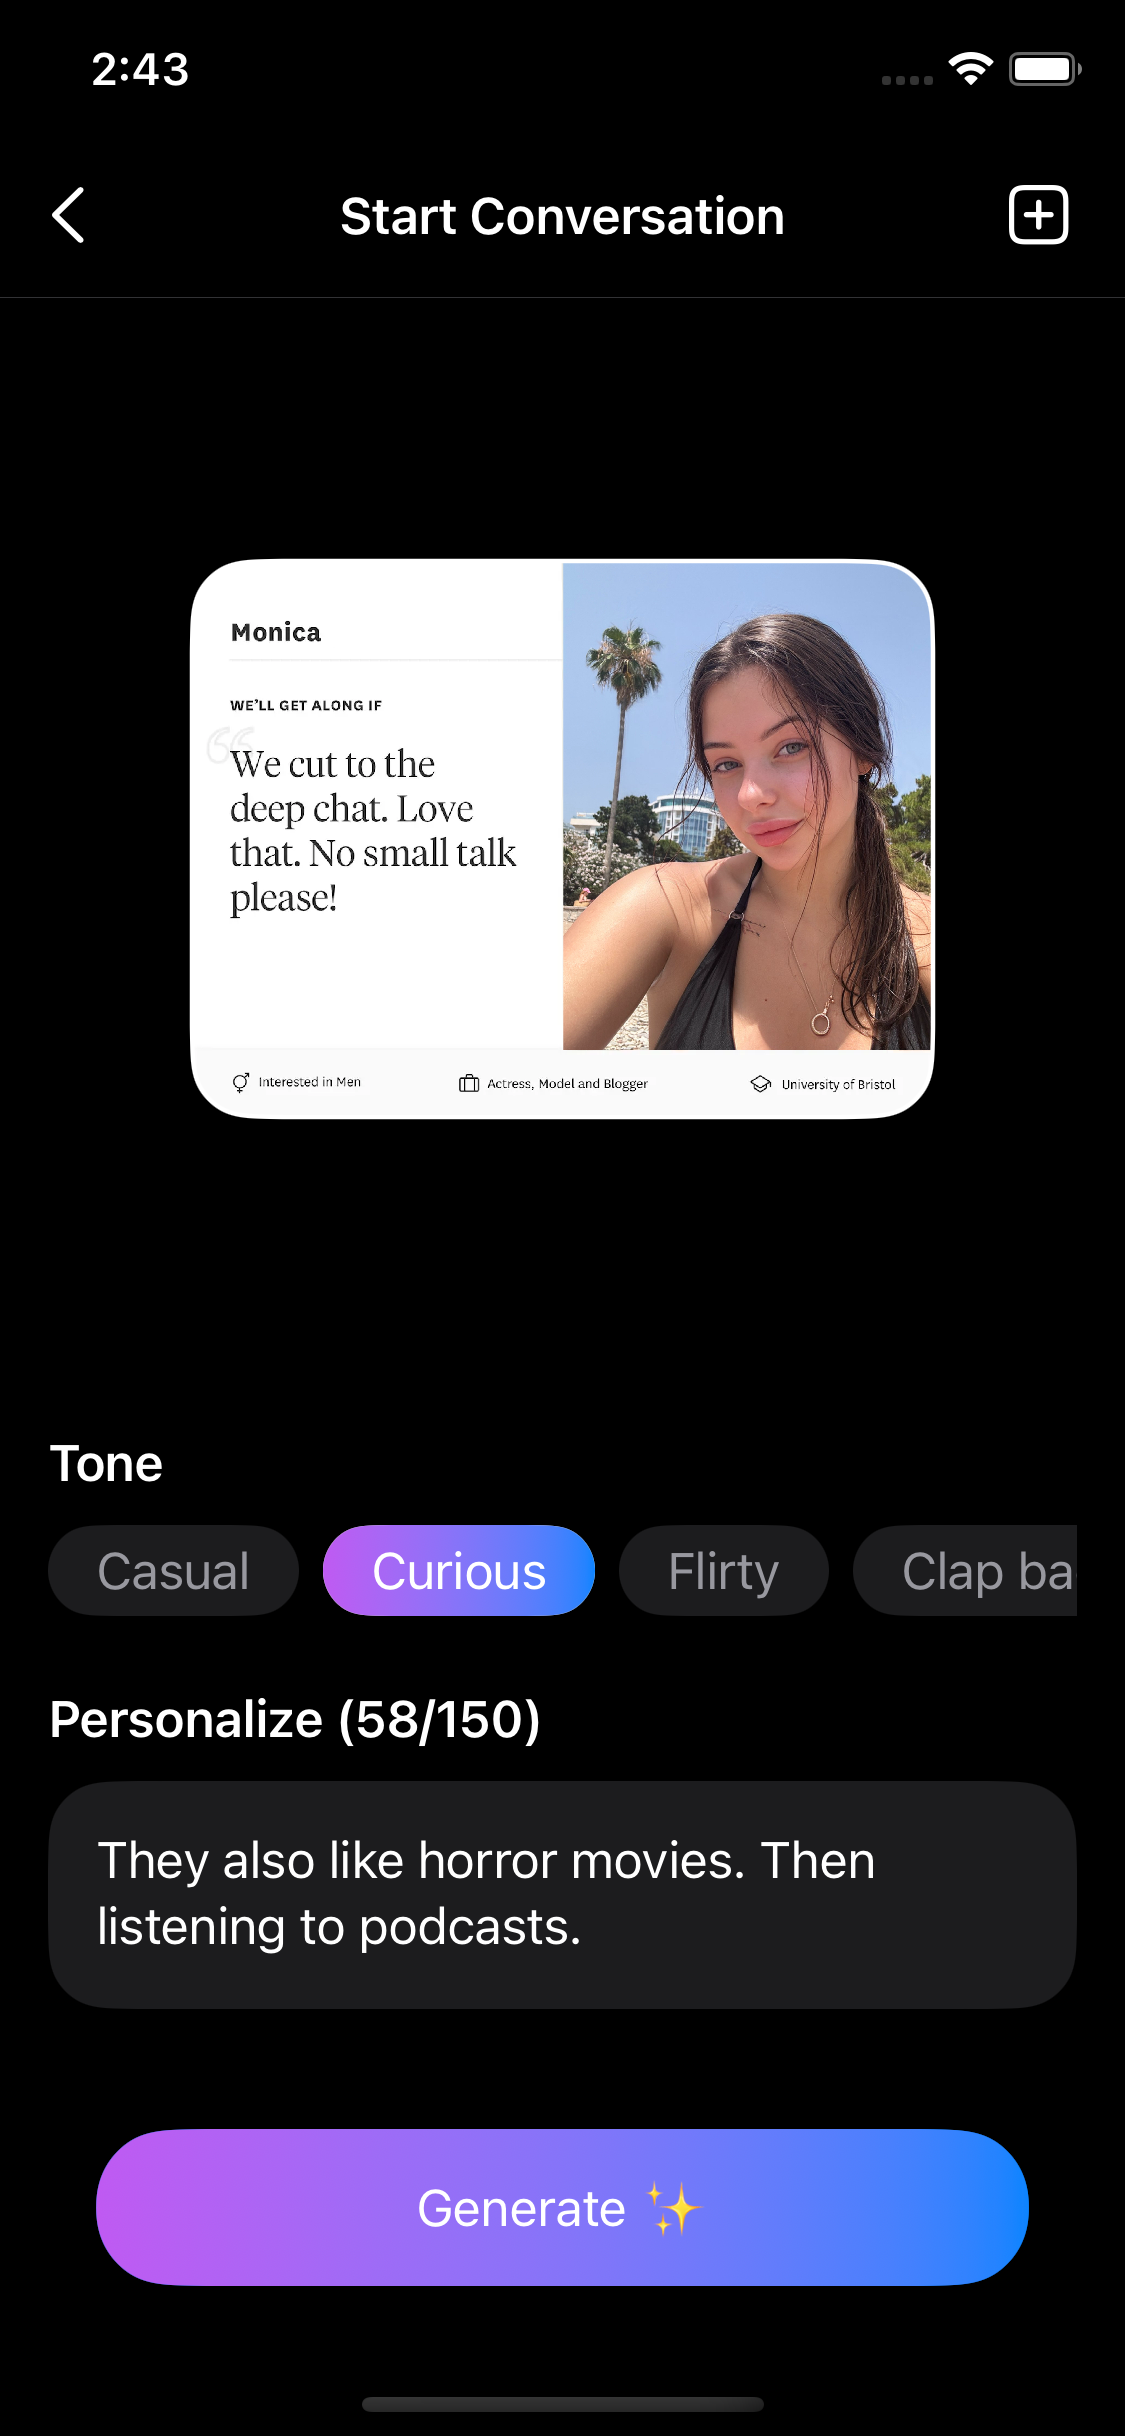 2:43
Start Conversation
Monica
WE'LL GET ALONG IF
We cut to the
deep chat. Love
that. No small talk
please!
Interested in Men
Actress, Model and Blogger
University of Bristol
Tone
Casual
Curious
Flirty
Clap ba
Personalize (58/150)
They also like horror movies. Then
listening to podcasts.
Generate ✨